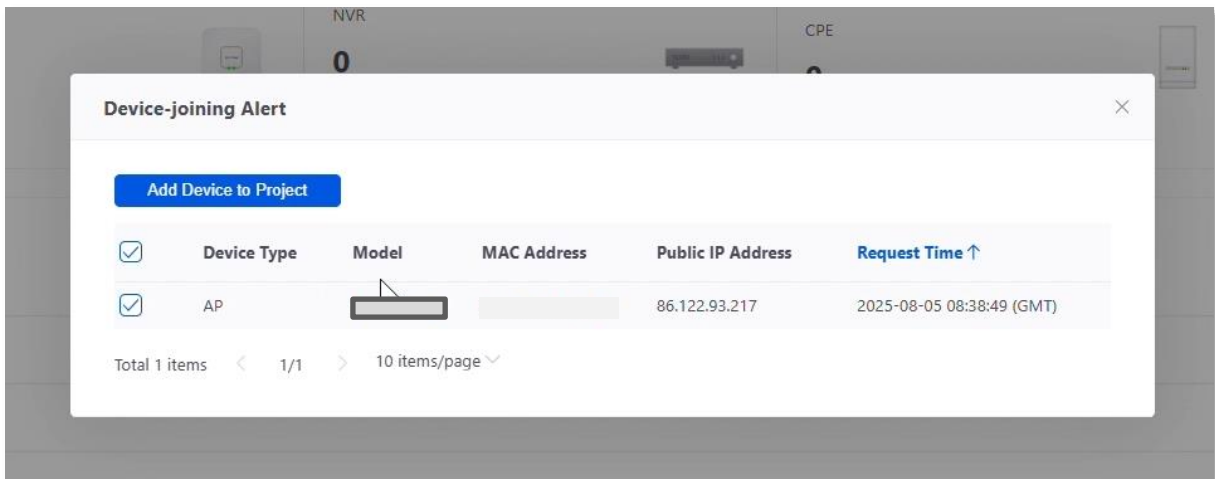 NVR
CPE
0
Device-joining Alert
Add Device to Project
Device Type Model MAC Address Public IP Address Request Time ↑
AP 86.122.93.217 2025-08-05 08:38:49 (GMT)
Total 1 items < 1/1 > 10 items/page